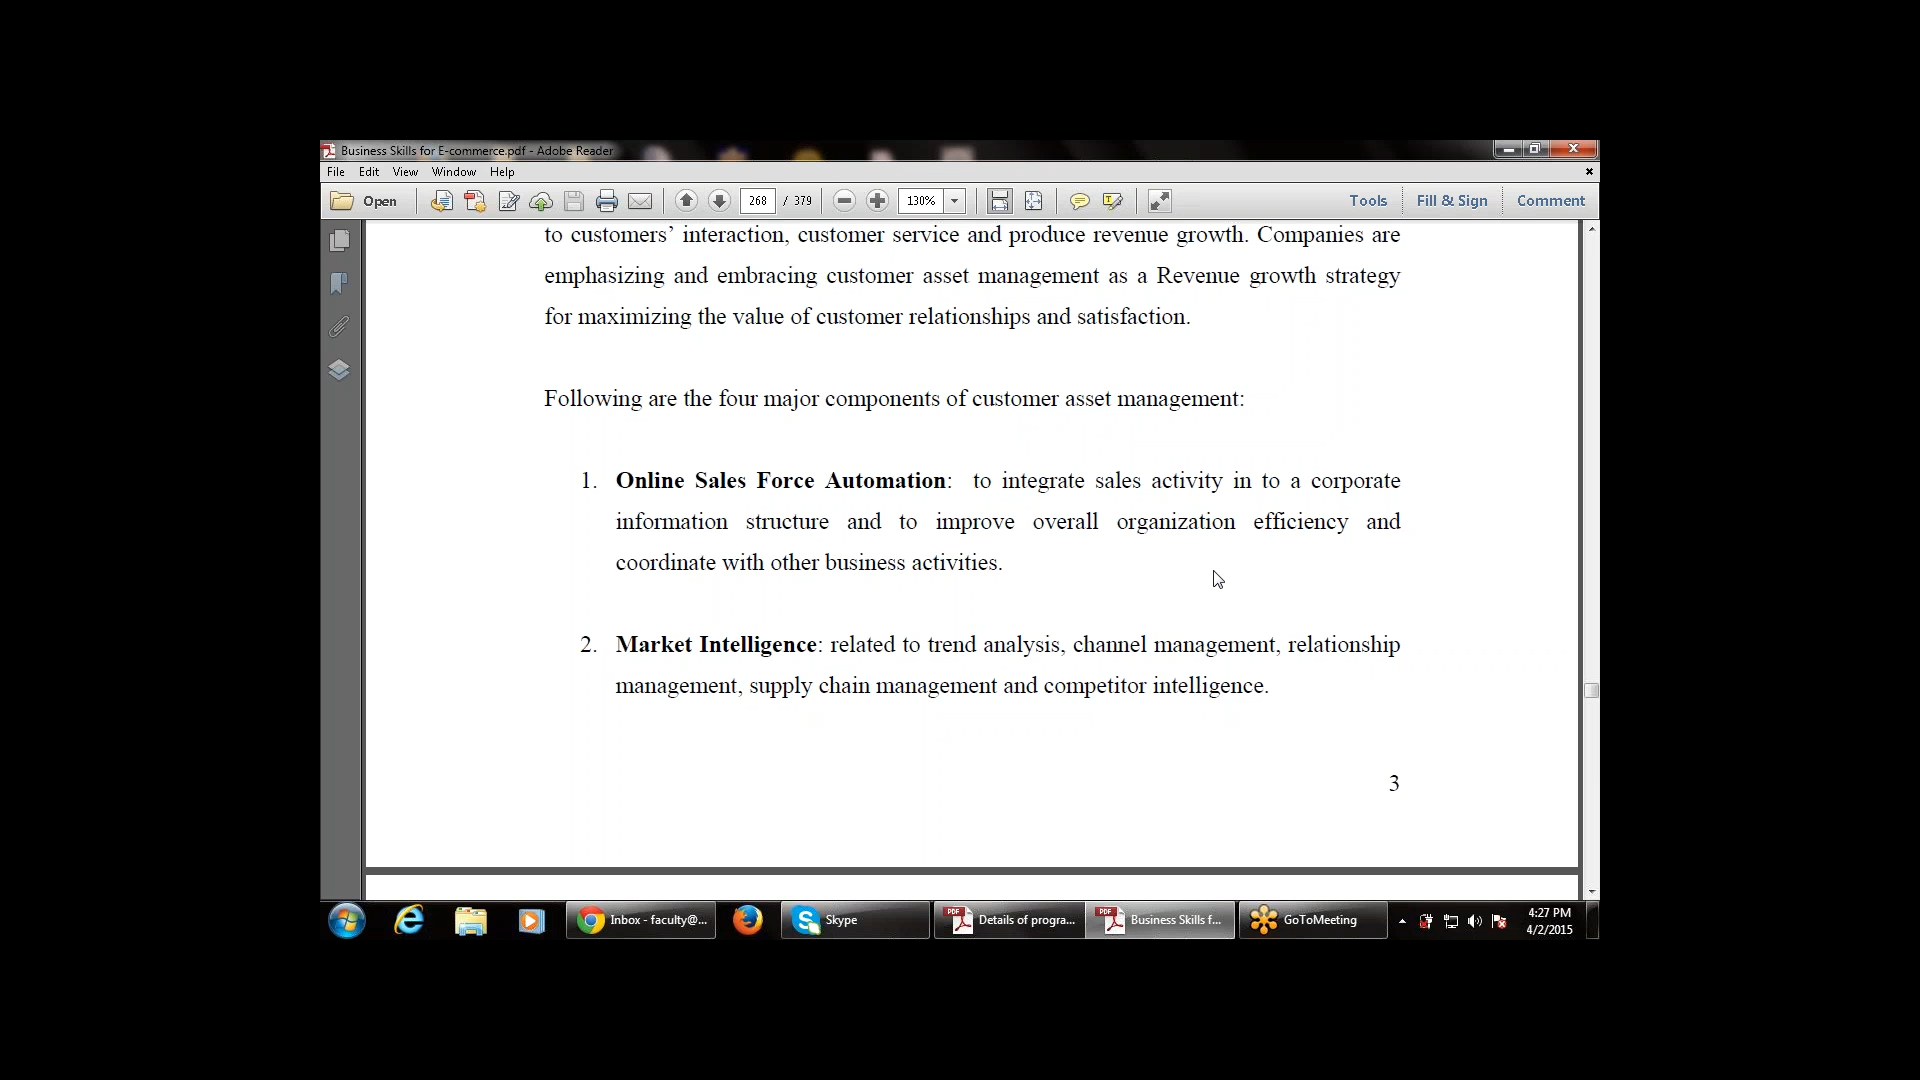 Business Skills for E-commerce.pdf - Adobe Reader
File Edit View Window Help
Open 268 / 379 130% Tools Fill & Sign Comment
to customers’ interaction, customer service and produce revenue growth. Companies are
emphasizing and embracing customer asset management as a Revenue growth strategy
for maximizing the value of customer relationships and satisfaction.
Following are the four major components of customer asset management:
1. Online Sales Force Automation: to integrate sales activity in to a corporate
information structure and to improve overall organization efficiency and
coordinate with other business activities.
2. Market Intelligence: related to trend analysis, channel management, relationship
management, supply chain management and competitor intelligence.
3
Inbox - faculty@... Skype Details of progra... Business Skills f... GoToMeeting 4:27 PM
4/2/2015